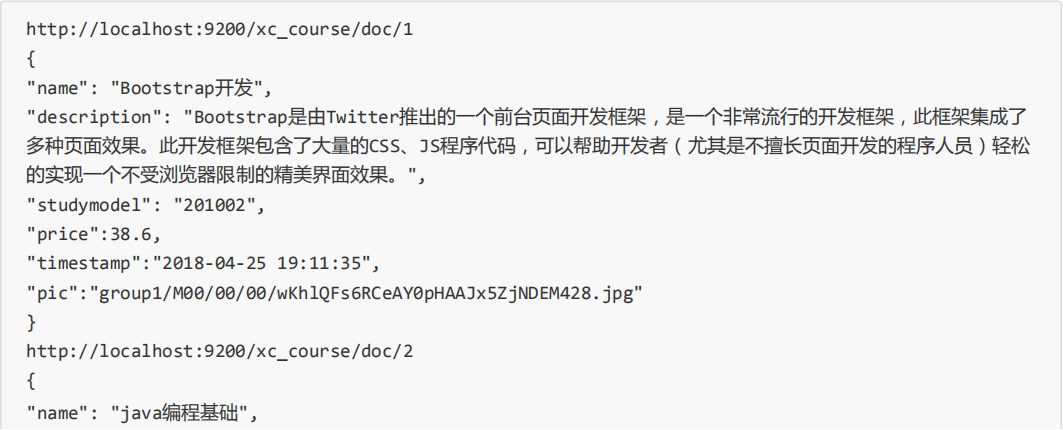 http://localhost:9200/xc_course/doc/1
{
"name": "Bootstrap开发",
"description": "Bootstrap是由Twitter推出的一个前台页面开发框架，是一个非常流行的开发框架，此框架集成了
多种页面效果。此开发框架包含了大量的CSS、JS程序代码，可以帮助开发者（尤其是不擅长页面开发的程序人员）轻松
的实现一个不受浏览器限制的精美界面效果。",
"studymodel": "201002",
"price":38.6,
"timestamp":"2018-04-25 19:11:35",
"pic":"group1/M00/00/00/wKhlQFs6RCeAY0pHAAJx5ZjNDEM428.jpg"
}
http://localhost:9200/xc_course/doc/2
{
"name": "java编程基础",